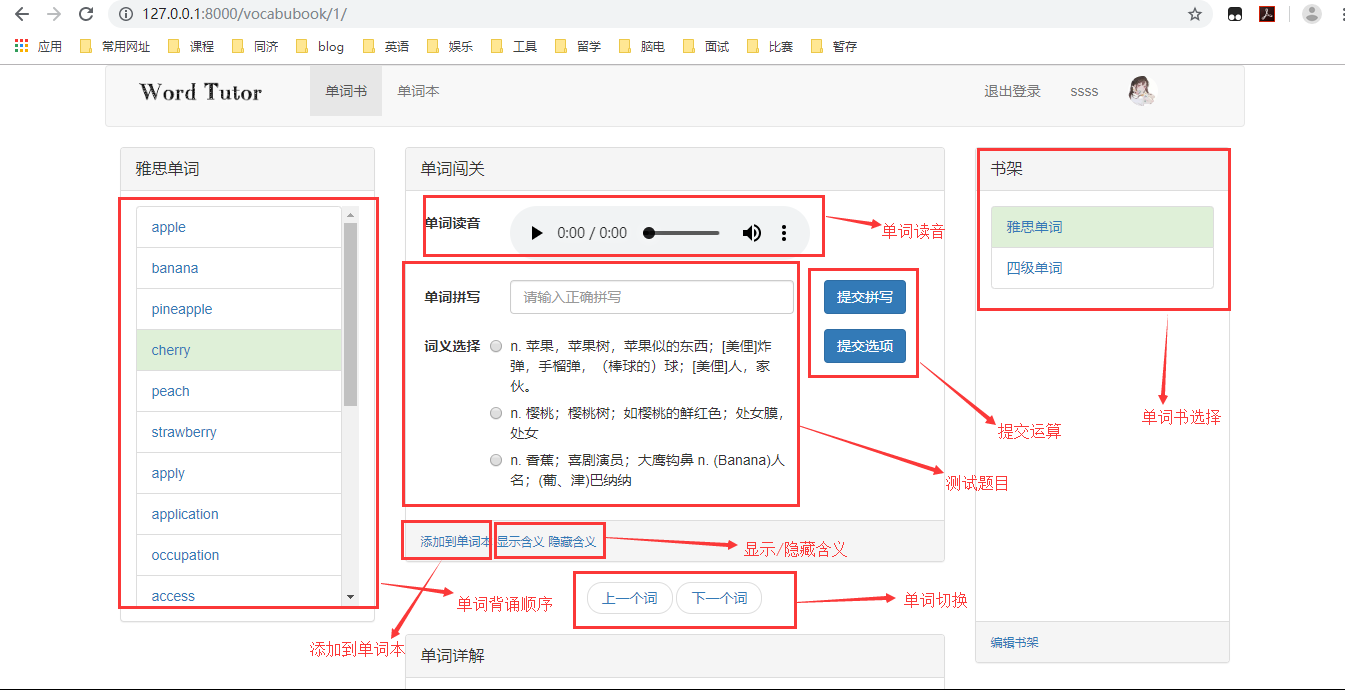 127.0.0.1:8000/vocabubook/1/
应用 常用网址 课程 同济 blog 英语 娱乐 工具 留学 脑电 面试 比赛 暂存
Word Tutor 单词书 单词本 退出登录 ssss
雅思单词
apple
banana
pineapple
cherry
peach
strawberry
apply
application
occupation
access
单词背诵顺序
单词闯关
单词读音 0:00 / 0:00
单词读音
单词拼写 请输入正确拼写 提交拼写
词义选择 n. 苹果，苹果树，苹果似的东西；[美俚]炸
弹，手榴弹，（棒球的）球；[美俚]人，家
伙。
n. 樱桃；樱桃树；如樱桃的鲜红色；处女膜，
处女
n. 香蕉；喜剧演员；大鹰钩鼻 n. (Banana)人
名；(葡、津)巴纳纳
提交选项
提交运算
测试题目
添加到单词本 显示含义 隐藏含义
显示/隐藏含义
添加到单词本
上一个词 下一个词
单词切换
单词详解
书架
雅思单词
四级单词
单词书选择
编辑书架